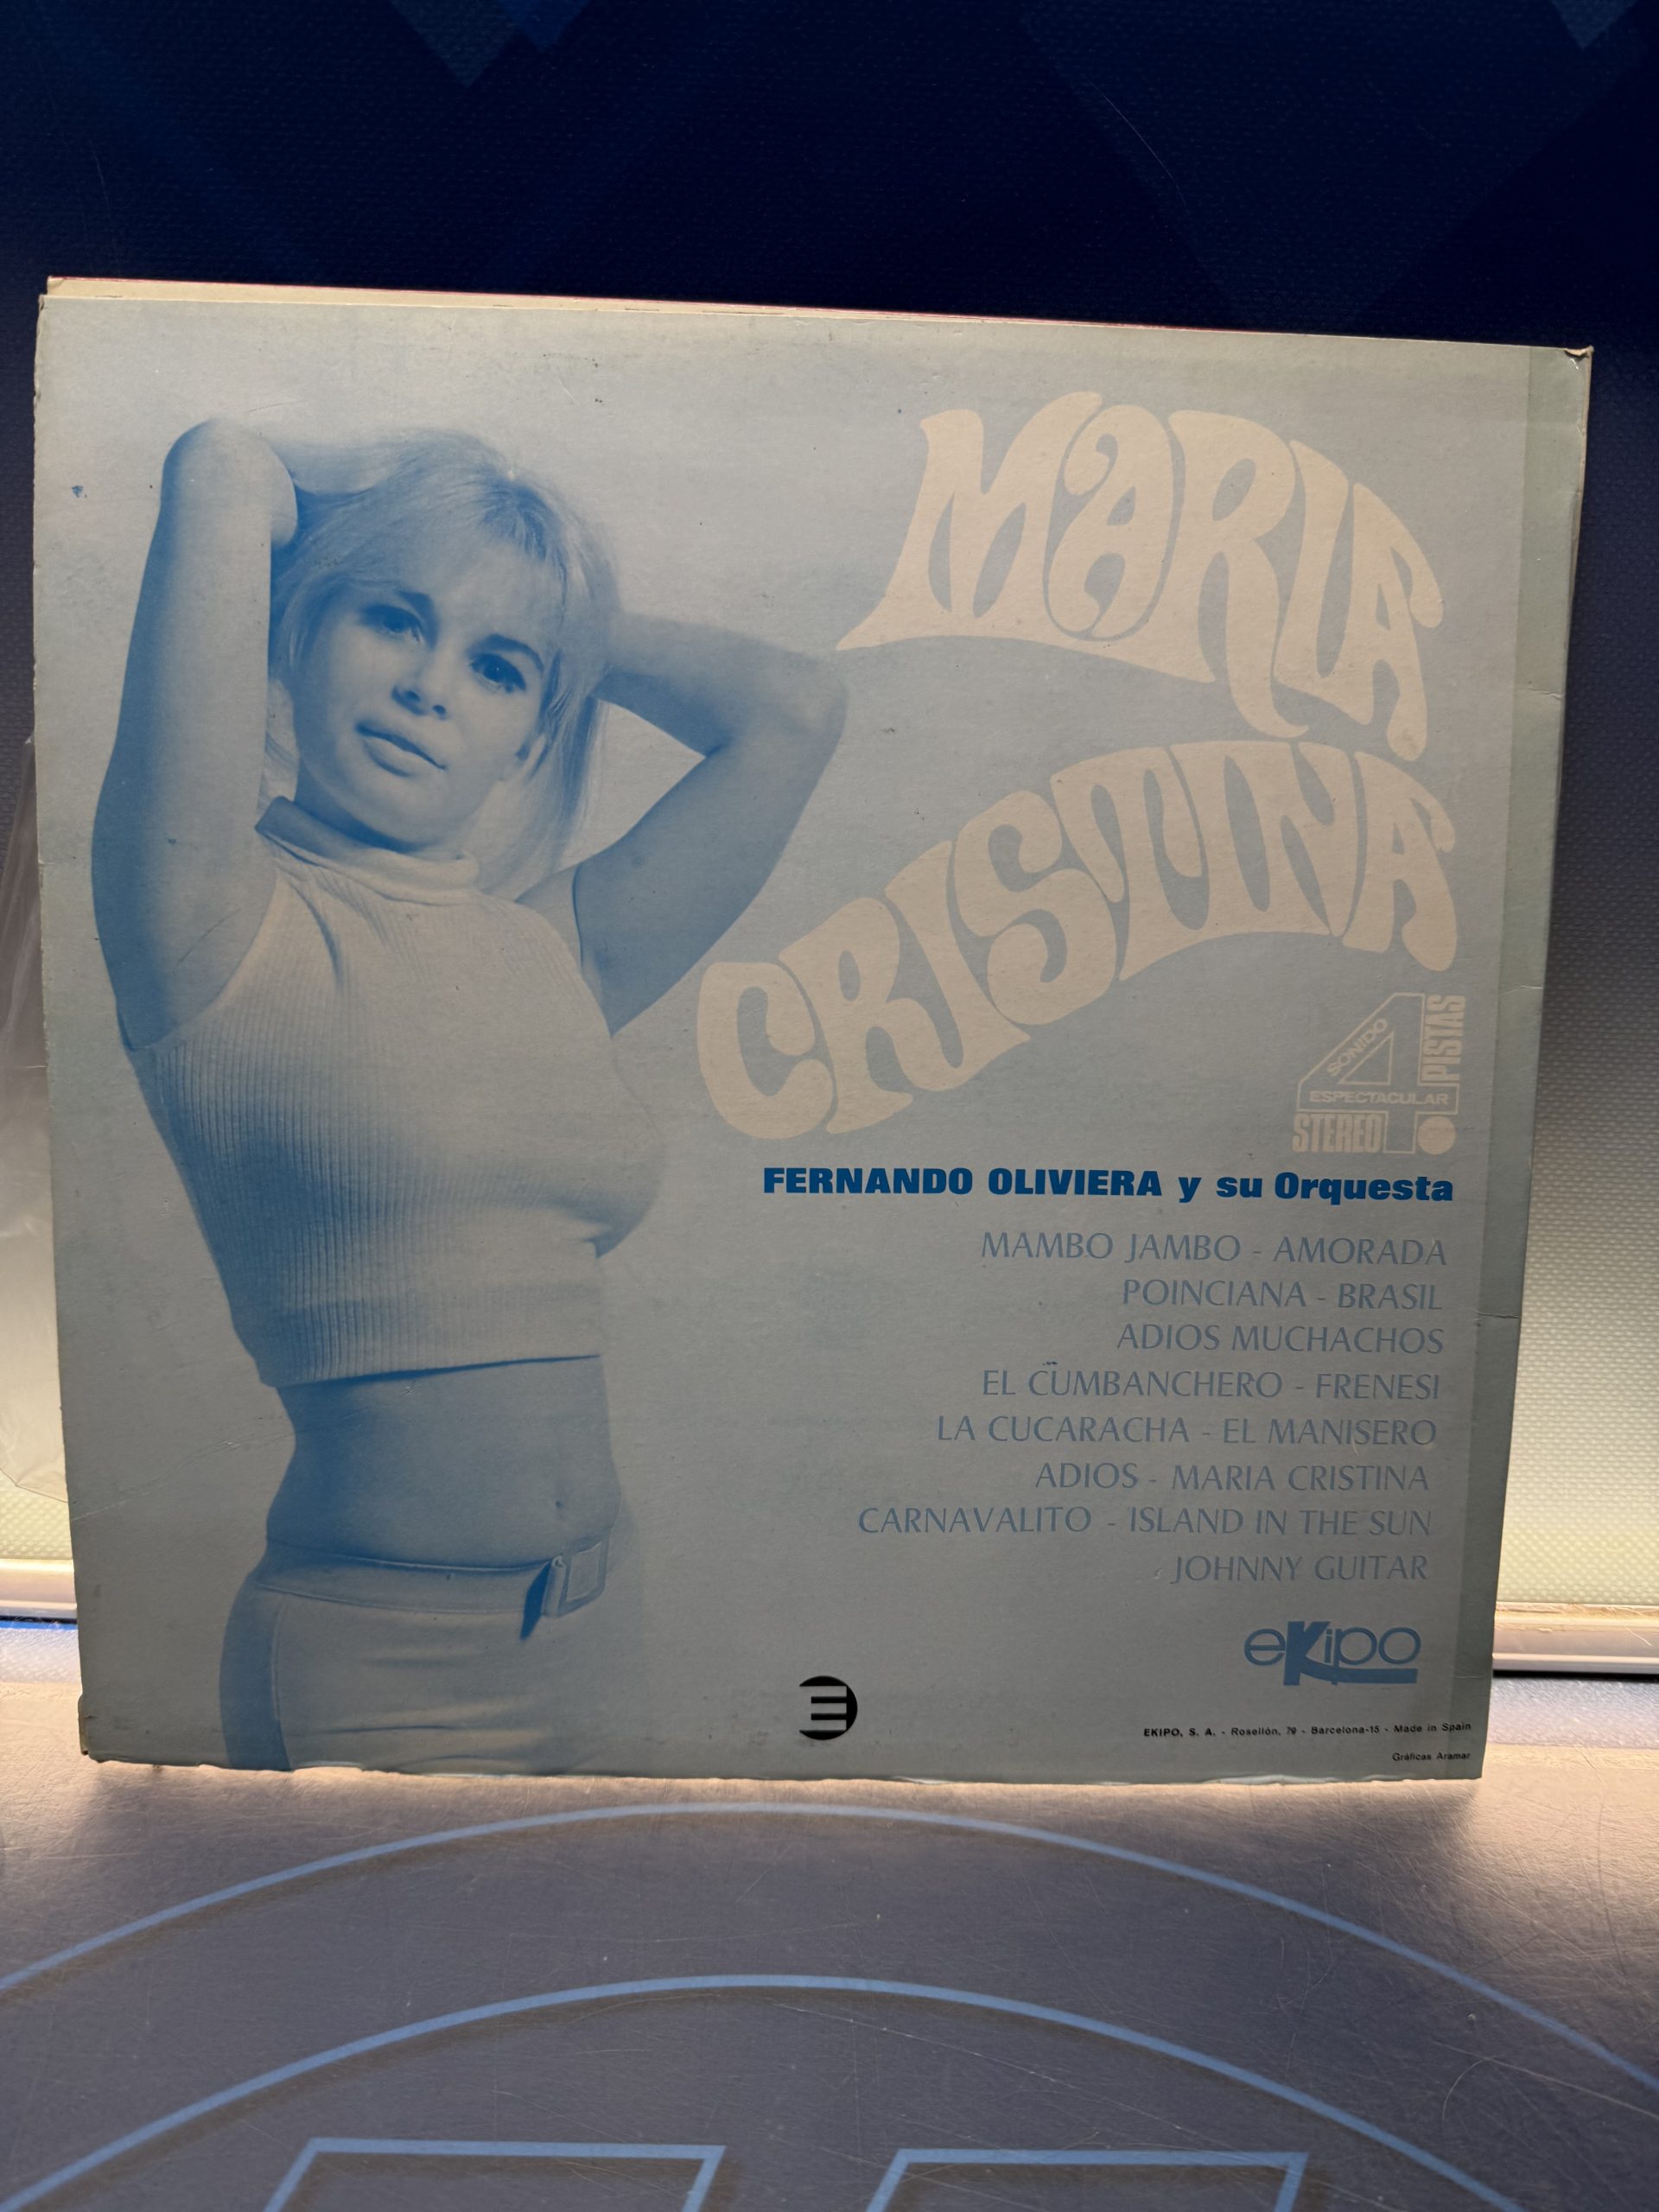 MARIA
CRISTINA
SONIDO
ESPECTACULAR
4 PISTAS
STEREO
FERNANDO OLIVIERA y su Orquesta
MAMBO JAMBO - AMORADA
POINCIANA - BRASIL
ADIOS MUCHACHOS
EL CUMBANCHERO - FRENESI
LA CUCARACHA - EL MANISERO
ADIOS - MARIA CRISTINA
CARNAVALITO - ISLAND IN THE SUN
JOHNNY GUITAR
eKipo
EKIPO, S. A. - Rosellón, 79 - Barcelona-15 - Made in Spain
Gráficas Aramar